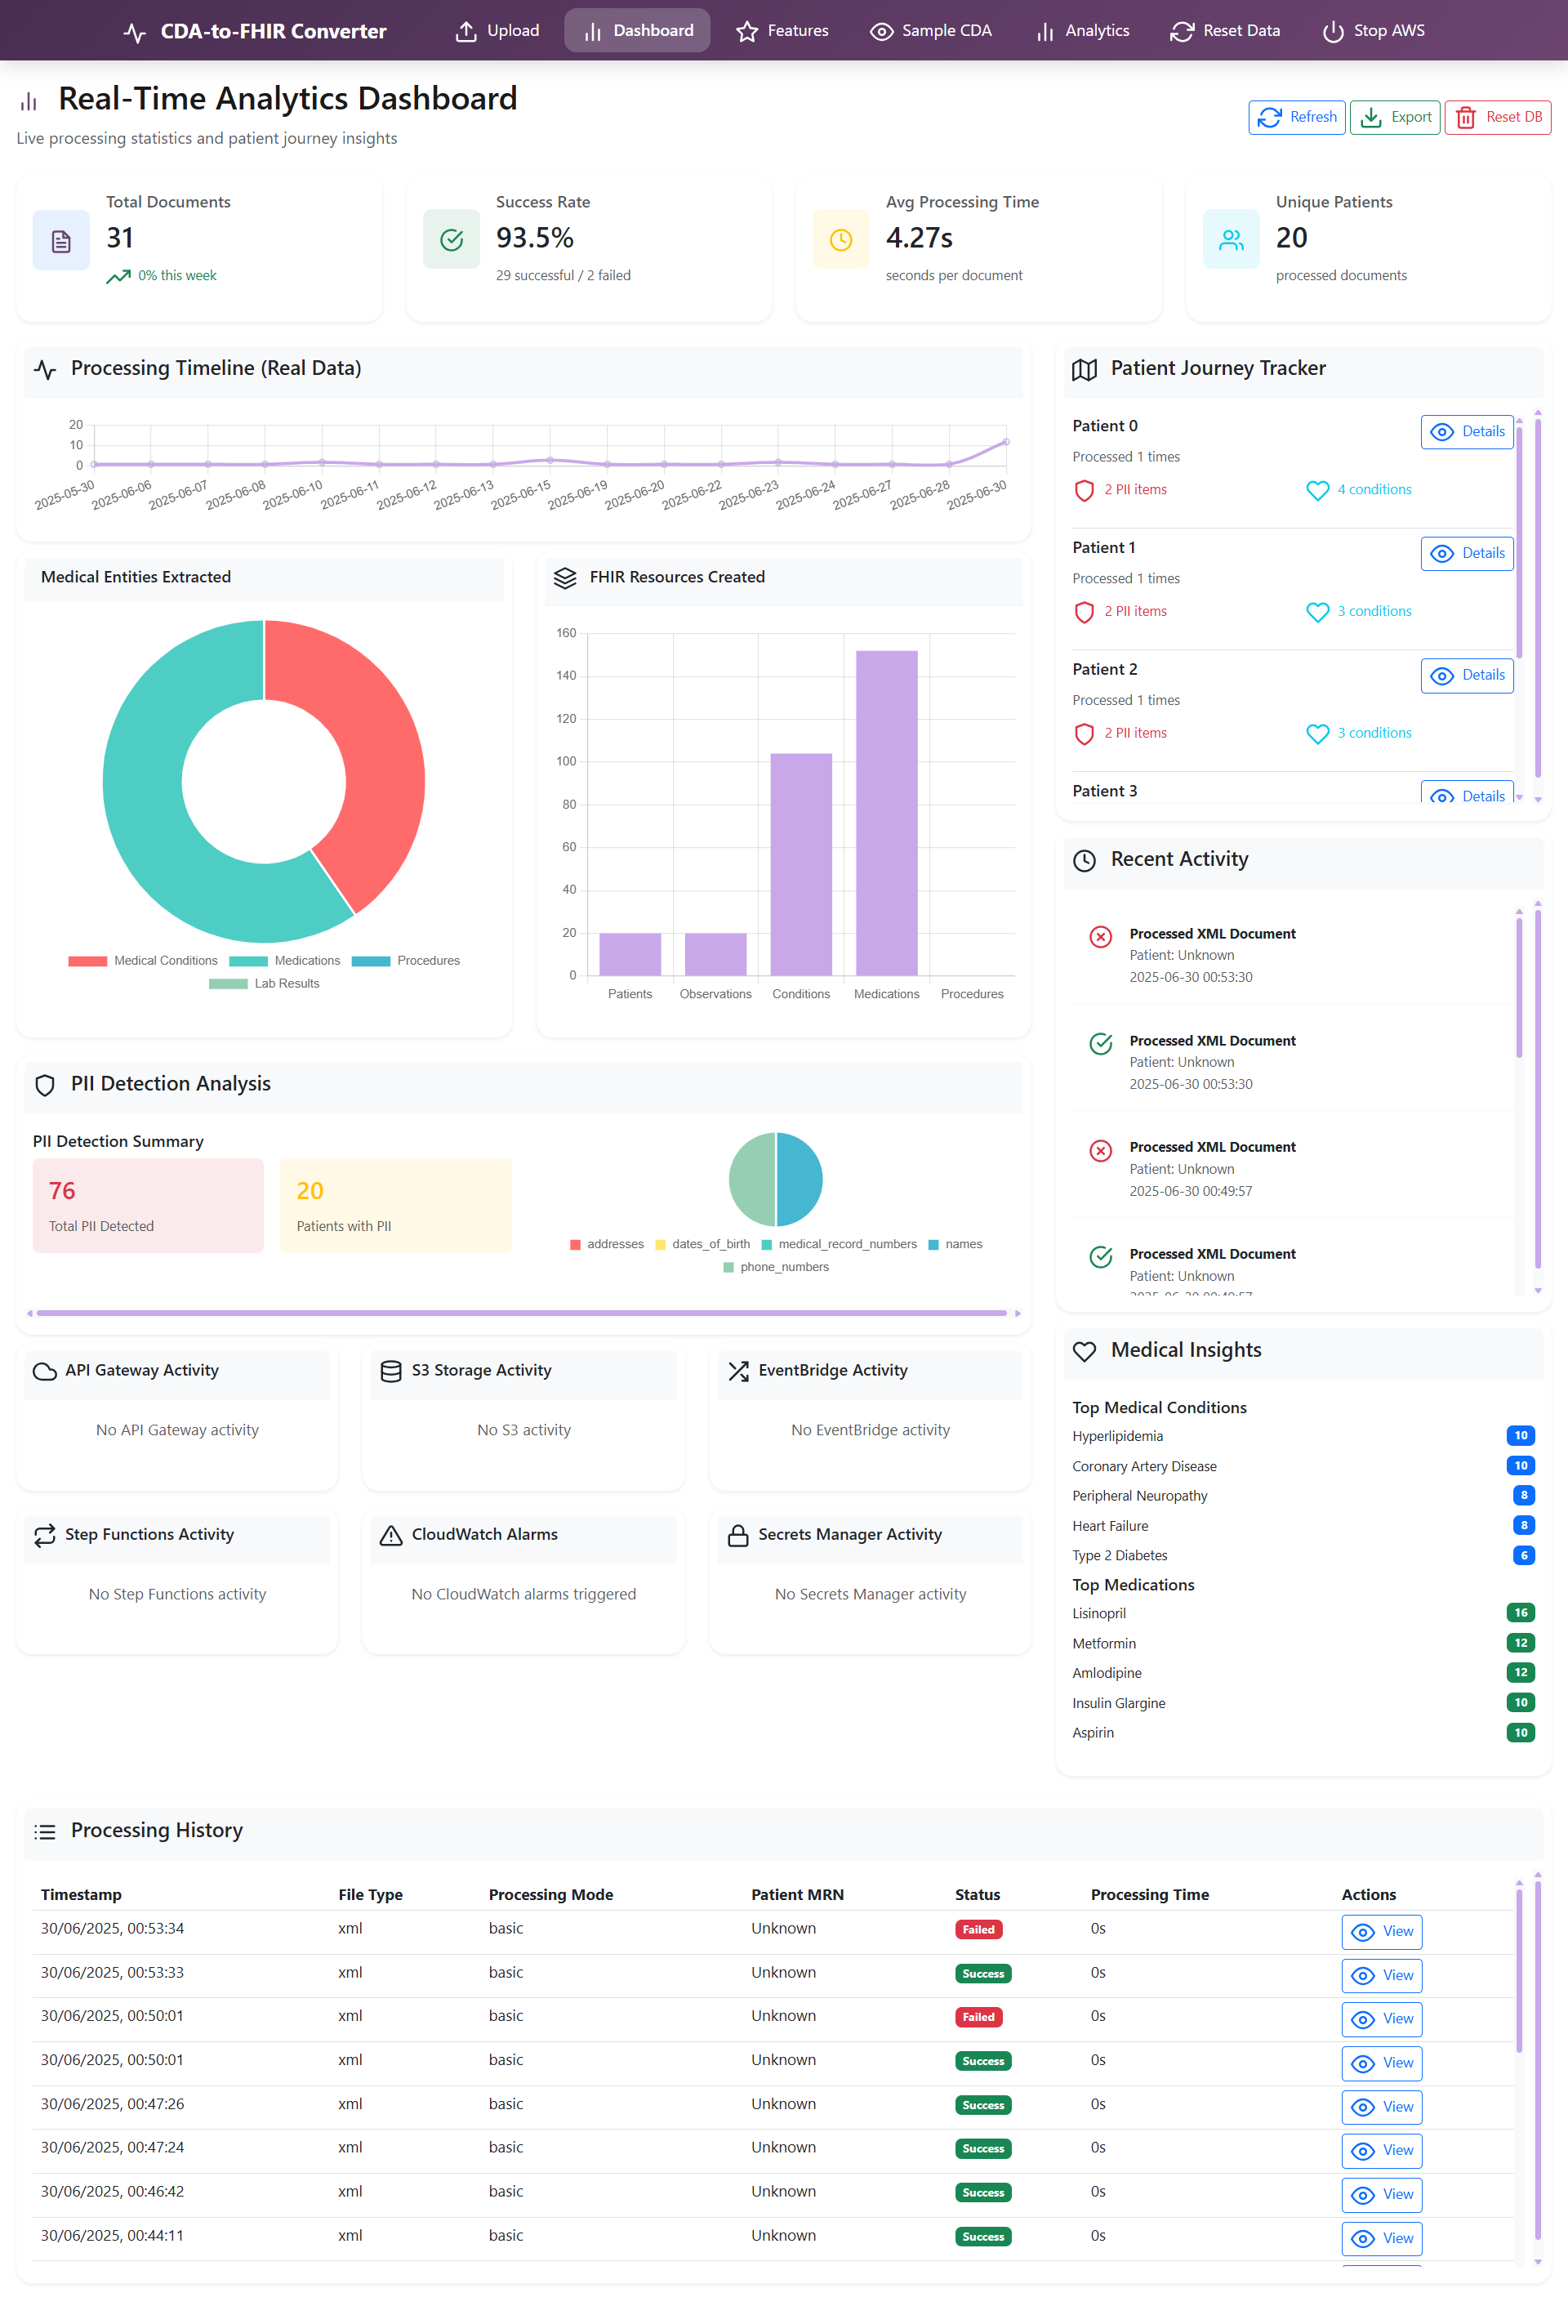 CDA-to-FHIR Converter
Upload
Dashboard
Features
Sample CDA
Analytics
Reset Data
Stop AWS
Real-Time Analytics Dashboard
Live processing statistics and patient journey insights
Refresh
Export
Reset DB
Total Documents
31
0% this week
Success Rate
93.5%
29 successful / 2 failed
Avg Processing Time
4.27s
seconds per document
Unique Patients
20
processed documents
Processing Timeline (Real Data)
20
10
0
2025-05-30
2025-06-06
2025-06-07
2025-06-08
2025-06-10
2025-06-11
2025-06-12
2025-06-13
2025-06-15
2025-06-19
2025-06-20
2025-06-22
2025-06-23
2025-06-24
2025-06-27
2025-06-28
2025-06-30
Medical Entities Extracted
Medical Conditions
Medications
Procedures
Lab Results
FHIR Resources Created
160
140
120
100
80
60
40
20
0
Patients
Observations
Conditions
Medications
Procedures
PII Detection Analysis
PII Detection Summary
76
Total PII Detected
20
Patients with PII
addresses
dates_of_birth
medical_record_numbers
names
phone_numbers
API Gateway Activity
No API Gateway activity
S3 Storage Activity
No S3 activity
EventBridge Activity
No EventBridge activity
Step Functions Activity
No Step Functions activity
CloudWatch Alarms
No CloudWatch alarms triggered
Secrets Manager Activity
No Secrets Manager activity
Patient Journey Tracker
Patient 0
Details
Processed 1 times
2 PII items
4 conditions
Patient 1
Details
Processed 1 times
2 PII items
3 conditions
Patient 2
Details
Processed 1 times
2 PII items
3 conditions
Patient 3
Details
Recent Activity
Processed XML Document
Patient: Unknown
2025-06-30 00:53:30
Processed XML Document
Patient: Unknown
2025-06-30 00:53:30
Processed XML Document
Patient: Unknown
2025-06-30 00:49:57
Processed XML Document
Patient: Unknown
2025-06-30 00:49:57
Medical Insights
Top Medical Conditions
Hyperlipidemia 10
Coronary Artery Disease 10
Peripheral Neuropathy 8
Heart Failure 8
Type 2 Diabetes 6
Top Medications
Lisinopril 16
Metformin 12
Amlodipine 12
Insulin Glargine 10
Aspirin 10
Processing History
Timestamp File Type Processing Mode Patient MRN Status Processing Time Actions
30/06/2025, 00:53:34 xml basic Unknown Failed 0s View
30/06/2025, 00:53:33 xml basic Unknown Success 0s View
30/06/2025, 00:50:01 xml basic Unknown Failed 0s View
30/06/2025, 00:50:01 xml basic Unknown Success 0s View
30/06/2025, 00:47:26 xml basic Unknown Success 0s View
30/06/2025, 00:47:24 xml basic Unknown Success 0s View
30/06/2025, 00:46:42 xml basic Unknown Success 0s View
30/06/2025, 00:44:11 xml basic Unknown Success 0s View